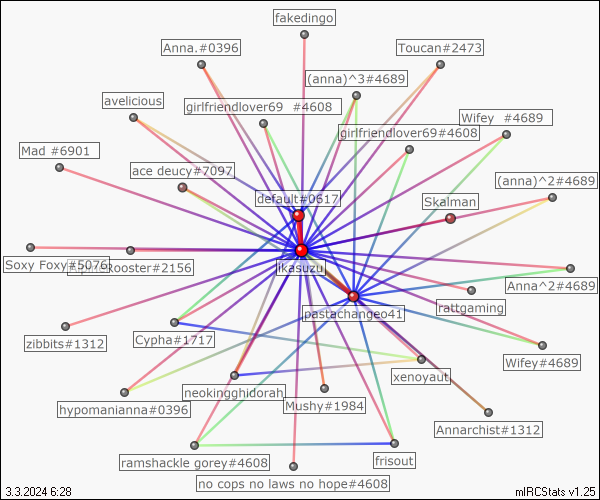 fakedingo
Anna.#0396
Toucan#2473
(anna)^3#4689
avelicious
girlfriendlover69 #4608
Wifey #4689
girlfriendlover69#4608
Mad #6901
ace deucy#7097
(anna)^2#4689
default#0617
Skalman
Soxy Foxy#5076
Rooster#2156
jikasuzu
Anna^2#4689
rattgaming
pastachangeo41
zibbits#1312
Cypha#1717
Wifey#4689
xenoyaut
neokingghidorah
hypomanianna#0396
Mushy#1984
Annarchist#1312
ramshackle gorey#4608
frisout
no cops no laws no hope#4608
3.3.2024 6:28
mIRCStats v1.25